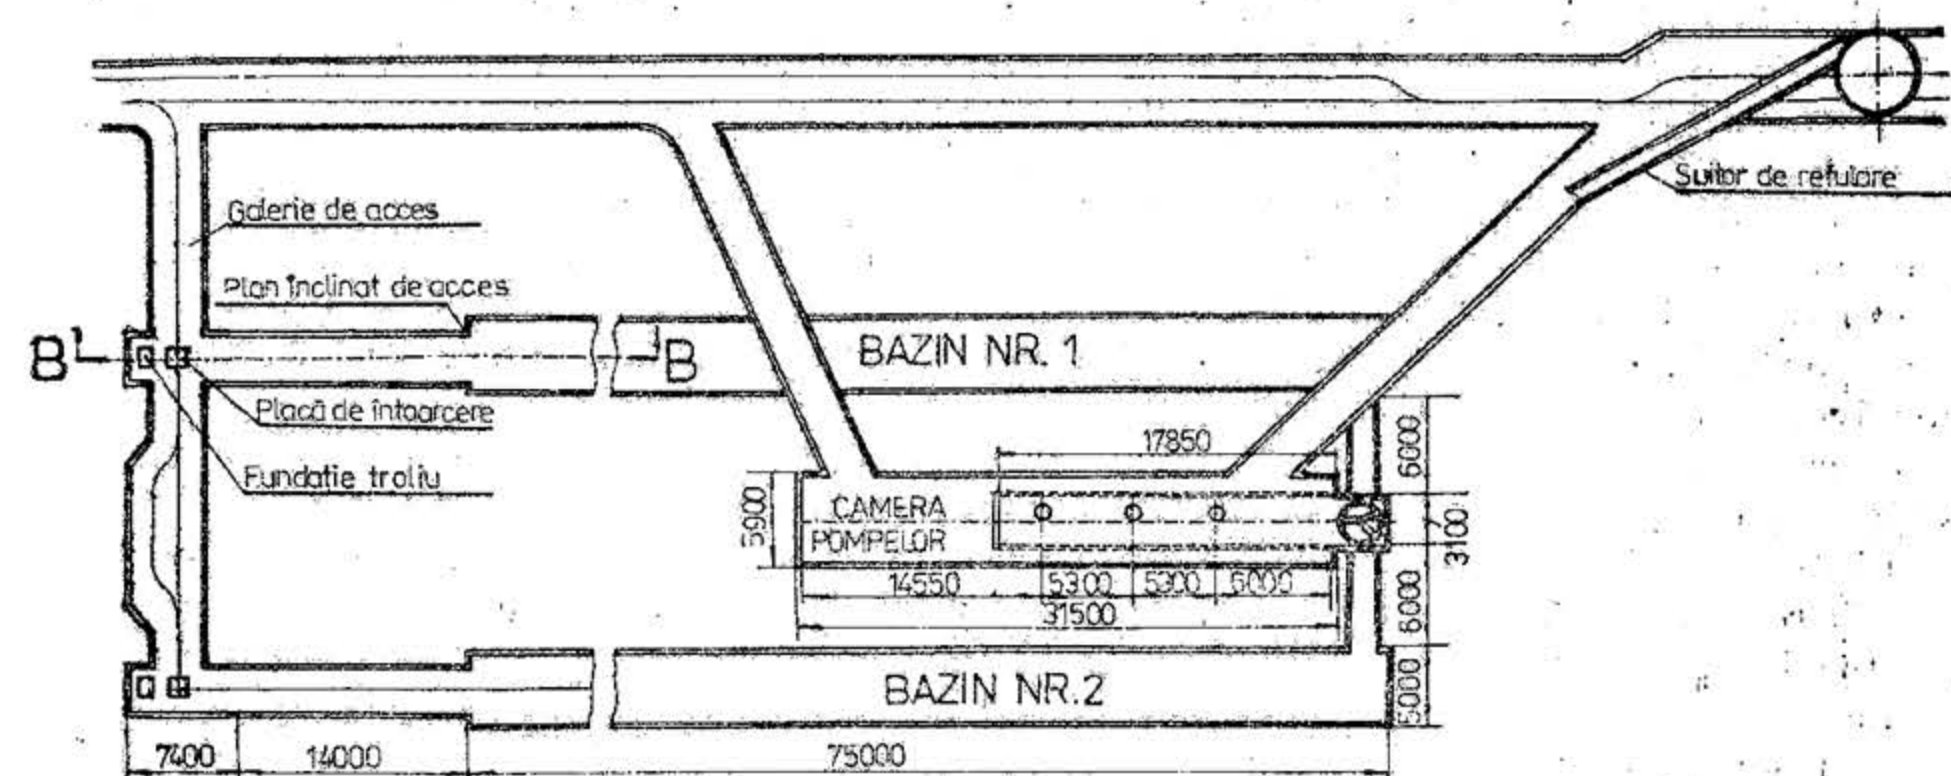 Suitor de refulare
Galerie de acces
Plan înclinat de acces
B
B
BAZIN NR. 1
Placă de întoarcere
Fundatie troliu
17850
6000
5900
CAMERA
POMPELOR
3100
14550
5300
5300
6000
6000
31500
BAZIN NR.2
5000
7400
14000
75000